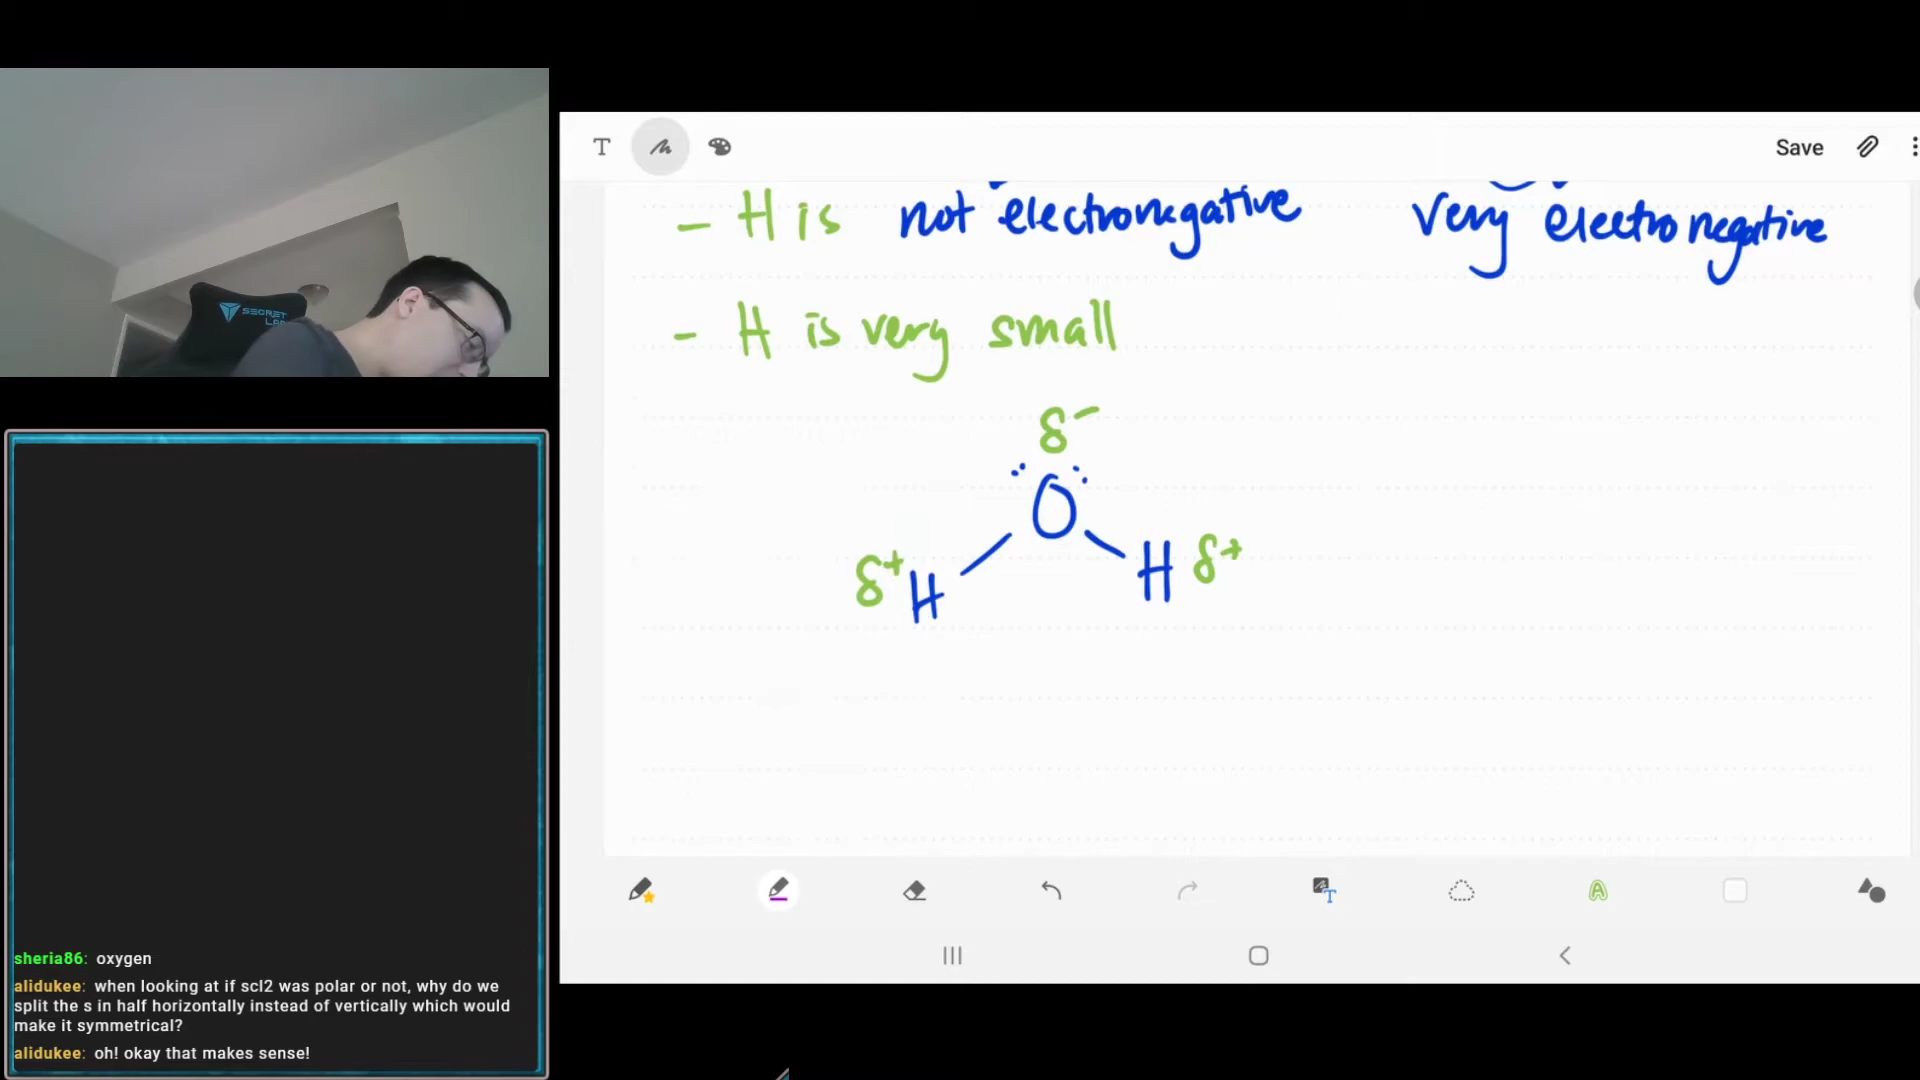 T
Save
- H is not electronegative very electronegative
- H is very small
δ-
O
δ+ H
H δ+
SECRET
LAB
T
A
sheria86: oxygen
alidukee: when looking at if scl2 was polar or not, why do we
split the s in half horizontally instead of vertically which would
make it symmetrical?
alidukee: oh! okay that makes sense!